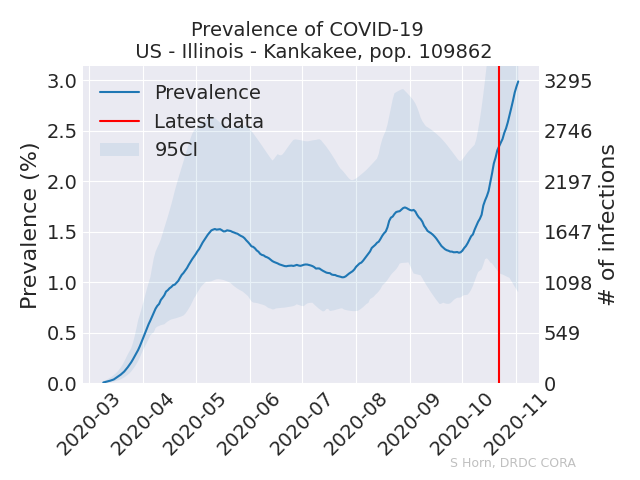 Prevalence of COVID-19
US - Illinois - Kankakee, pop. 109862
Prevalence
Latest data
95CI
Prevalence (%)
3.0
2.5
2.0
1.5
1.0
0.5
0.0
3295
2746
2197
1647
1098
549
0
# of infections
2020-03
2020-04
2020-05
2020-06
2020-07
2020-08
2020-09
2020-10
2020-11
S Horn, DRDC CORA